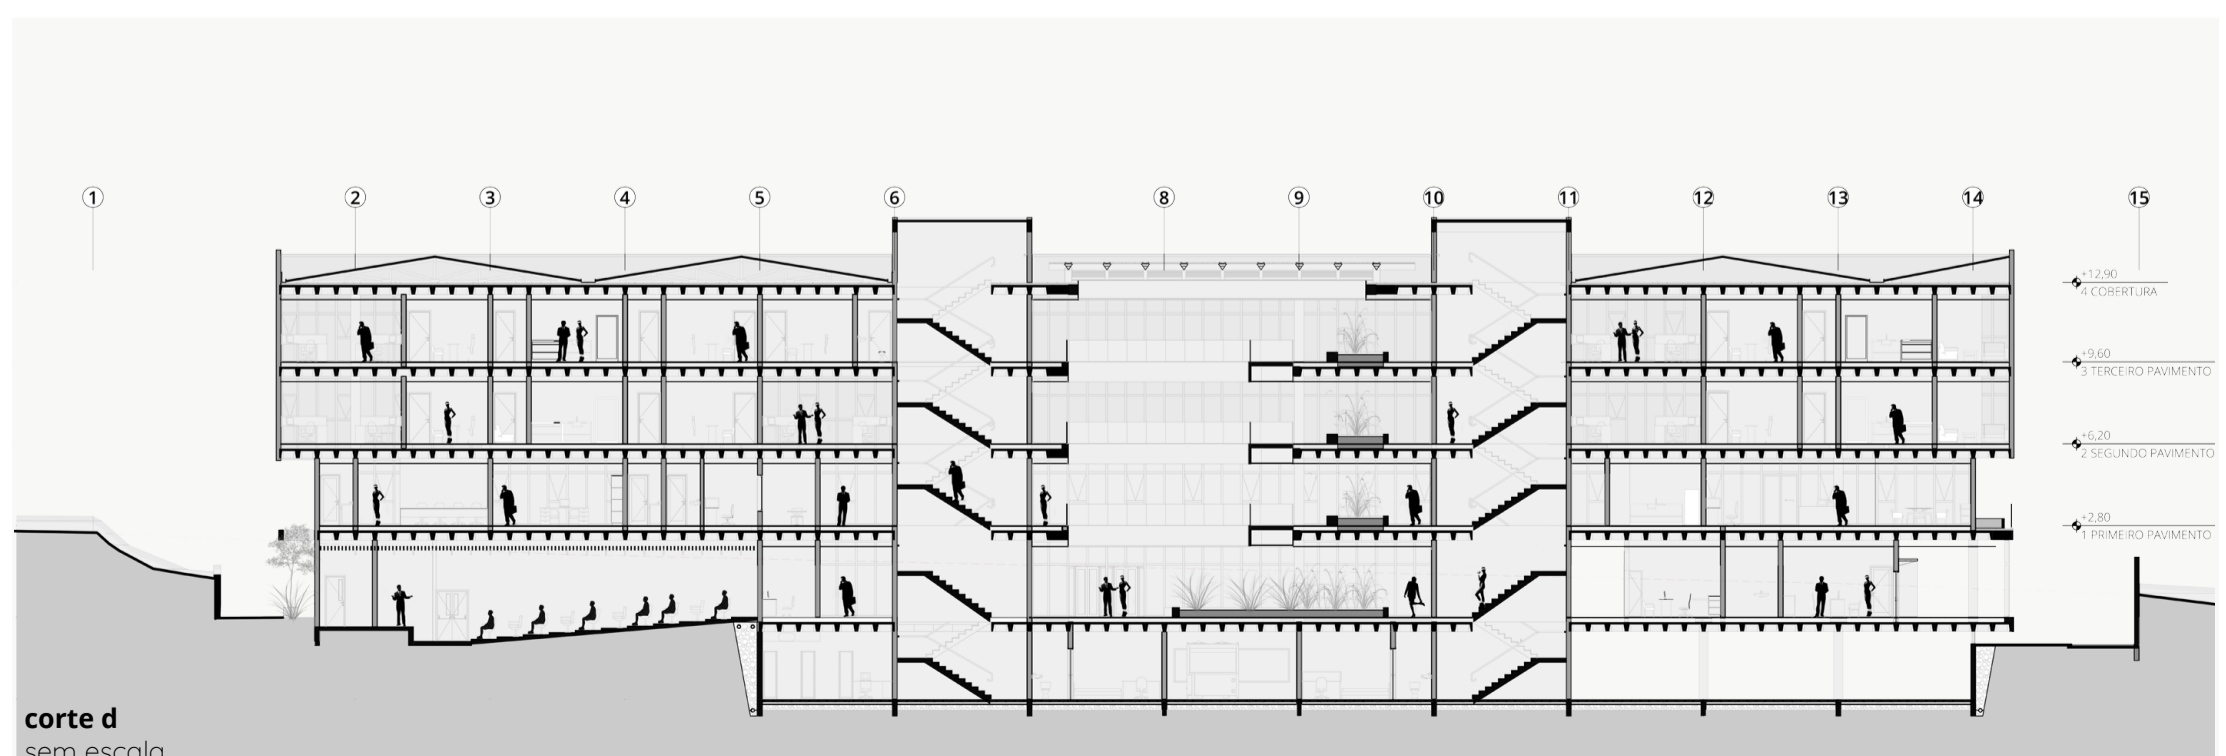 1 2 3 4 5 6 8 9 10 11 12 13 14 15
+12,90
4 COBERTURA
+9,60
3 TERCEIRO PAVIMENTO
+6,20
2 SEGUNDO PAVIMENTO
+2,80
1 PRIMEIRO PAVIMENTO
corte d
sem escala